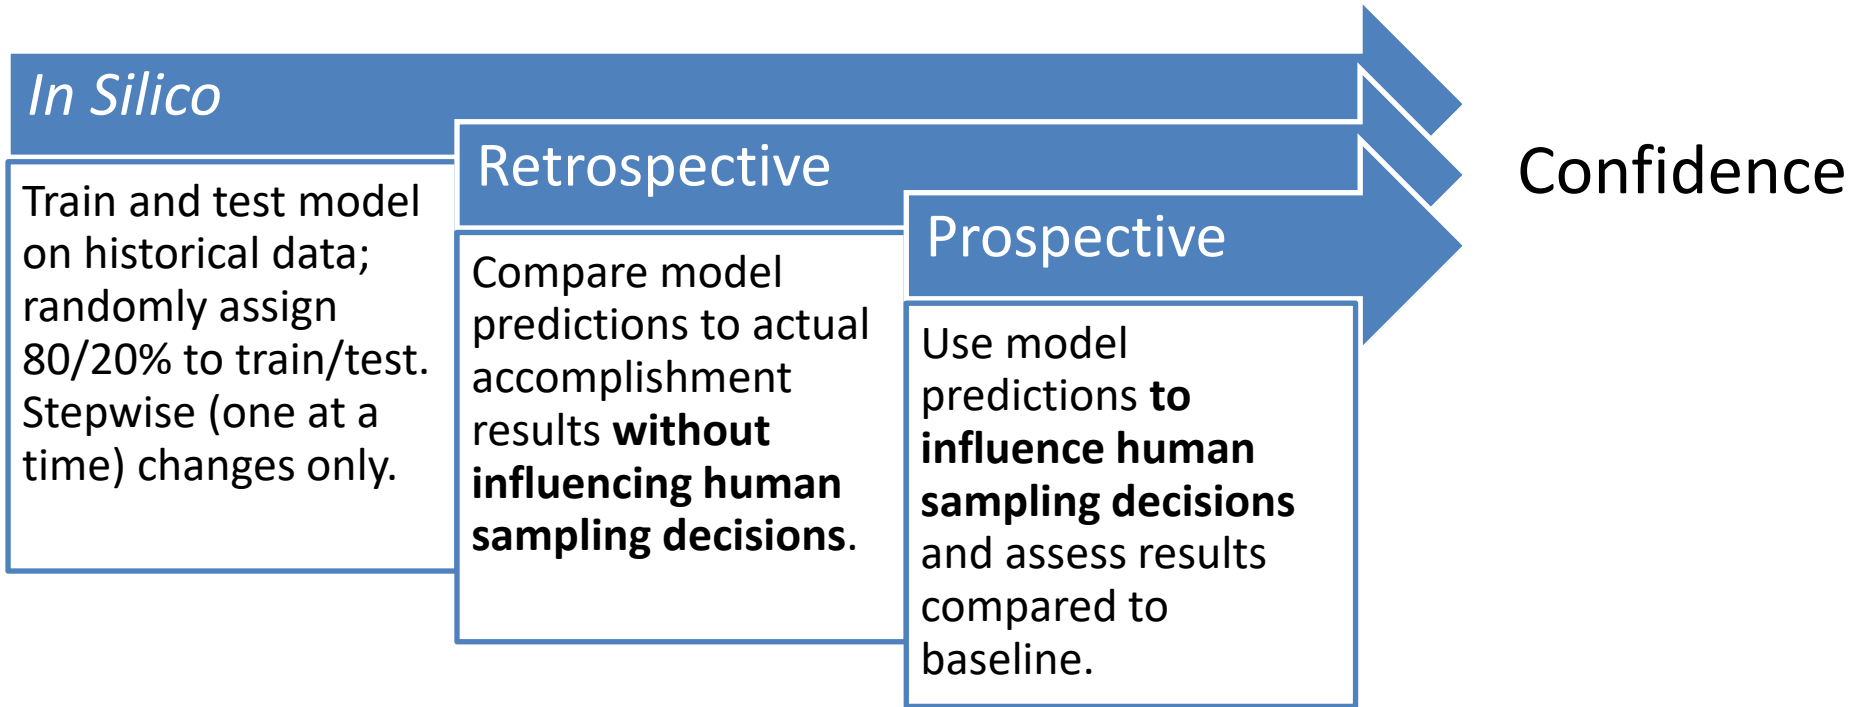 In Silico
Train and test model
on historical data;
randomly assign
80/20% to train/test.
Stepwise (one at a
time) changes only.
Retrospective
Compare model
predictions to actual
accomplishment
results without
influencing human
sampling decisions.
Prospective
Use model
predictions to
influence human
sampling decisions
and assess results
compared to
baseline.
Confidence